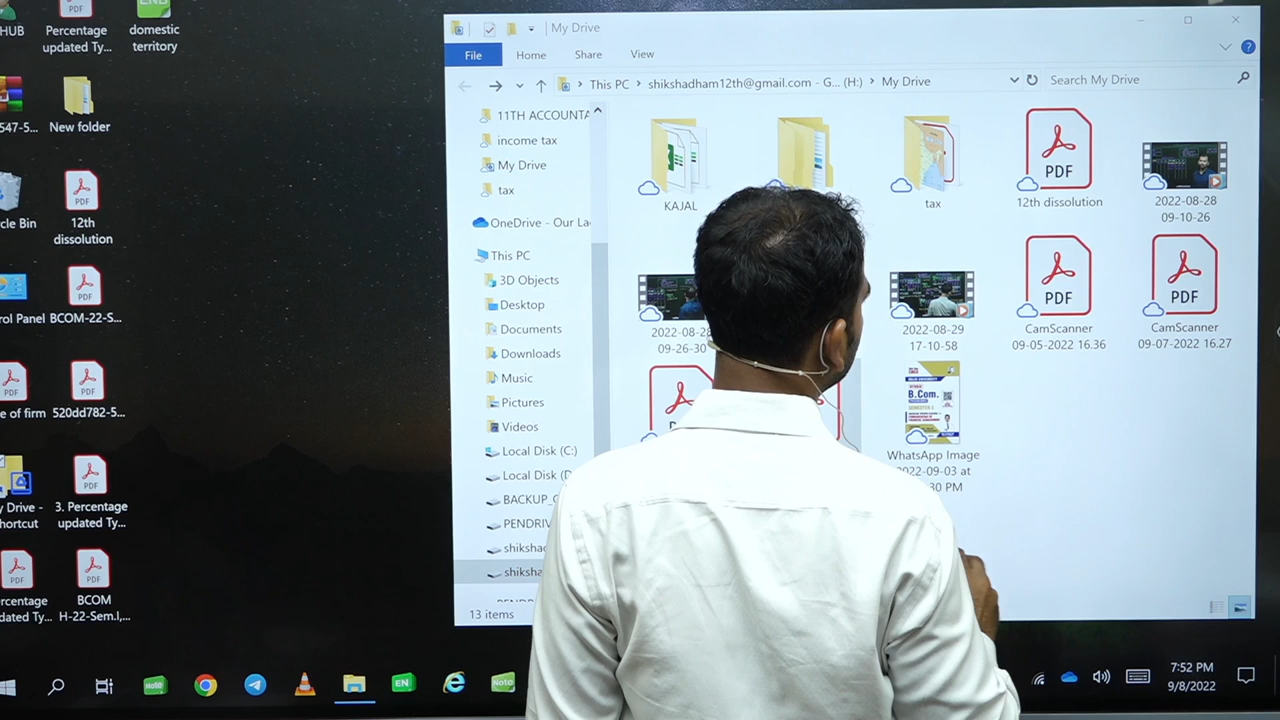 HUB
Percentage
updated Ty...
domestic
territory
547-5...
New folder
cle Bin
12th
dissolution
rol Panel
BCOM-22-S...
e of firm
520dd782-5...
y Drive -
hortcut
3. Percentage
updated Ty...
rcentage
dated Ty...
BCOM
H-22-Sem.I,...
My Drive
File
Home
Share
View
This PC
shikshadham12th@gmail.com - G... (H:)
My Drive
Search My Drive
11TH ACCOUNTA
income tax
My Drive
tax
OneDrive - Our La
This PC
3D Objects
Desktop
Documents
Downloads
Music
Pictures
Videos
Local Disk (C:)
Local Disk (D
BACKUP_
PENDRIV
shikshad
shiksha
13 items
KAJAL
tax
PDF
12th dissolution
2022-08-28
09-10-26
2022-08-28
09-26-30
2022-08-29
17-10-58
PDF
CamScanner
09-05-2022 16.36
PDF
CamScanner
09-07-2022 16.27
B.Com.
WhatsApp Image
2022-09-03 at
30 PM
Note
EN
Note
7:52 PM
9/8/2022